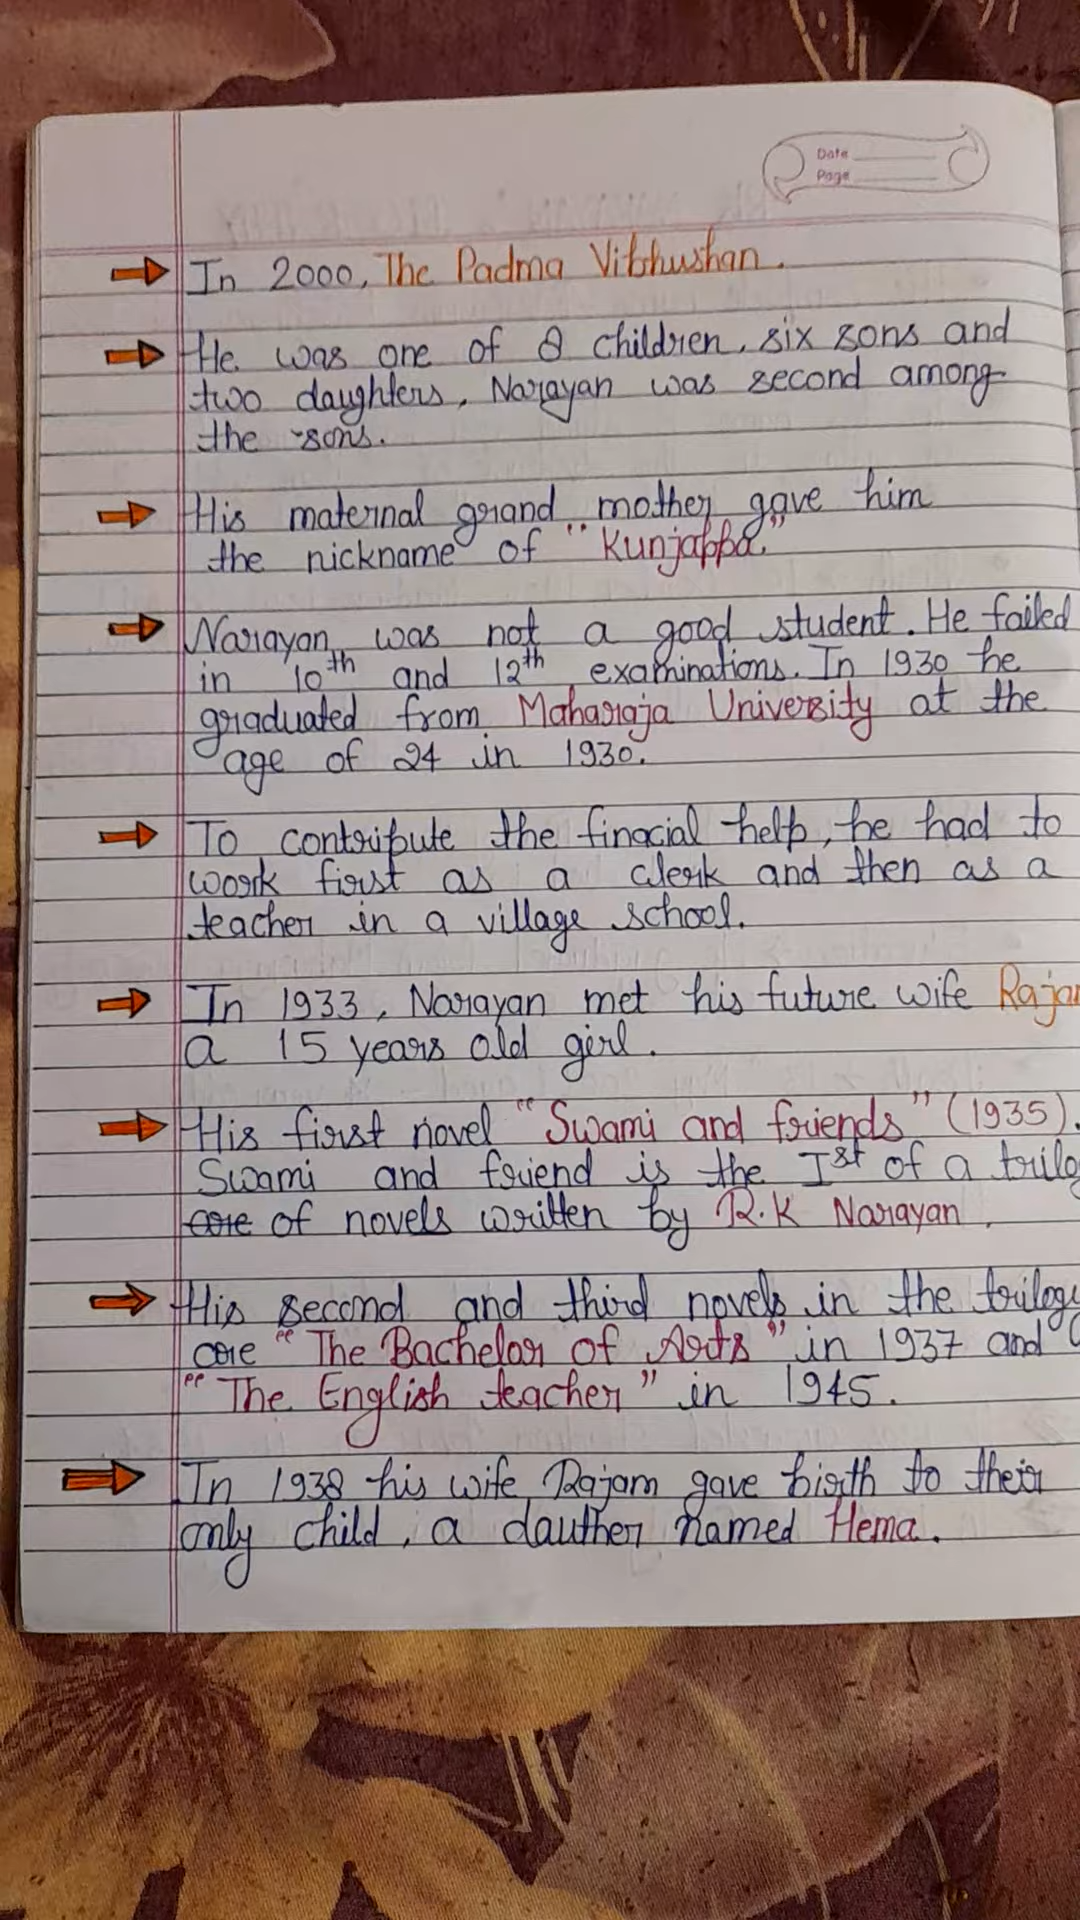 Date
Page
In 2000, The Padma Vibhushan.
He was one of 8 children, six sons and
two daughters, Narayan was second among
the sons.
His maternal grand mother gave him
the nickname of "Kunjappa."
Narayan was not a good student. He failed
in 10th and 12th examinations. In 1930 he
graduated from Maharaja University at the
age of 24 in 1930.
To contribute the finacial help, he had to
work first as a clerk and then as a
teacher in a village school.
In 1933, Narayan met his future wife Rajam
a 15 years old girl.
His first novel "Swami and friends" (1935).
Swami and friend is the Ist of a trilo
are of novels written by R.K Narayan.
His second and third novels in the trilogy
are "The Bachelor of Arts" in 1937 and
"The English teacher" in 1945.
In 1938 his wife Rajam gave birth to their
only child, a dauther named Hema.